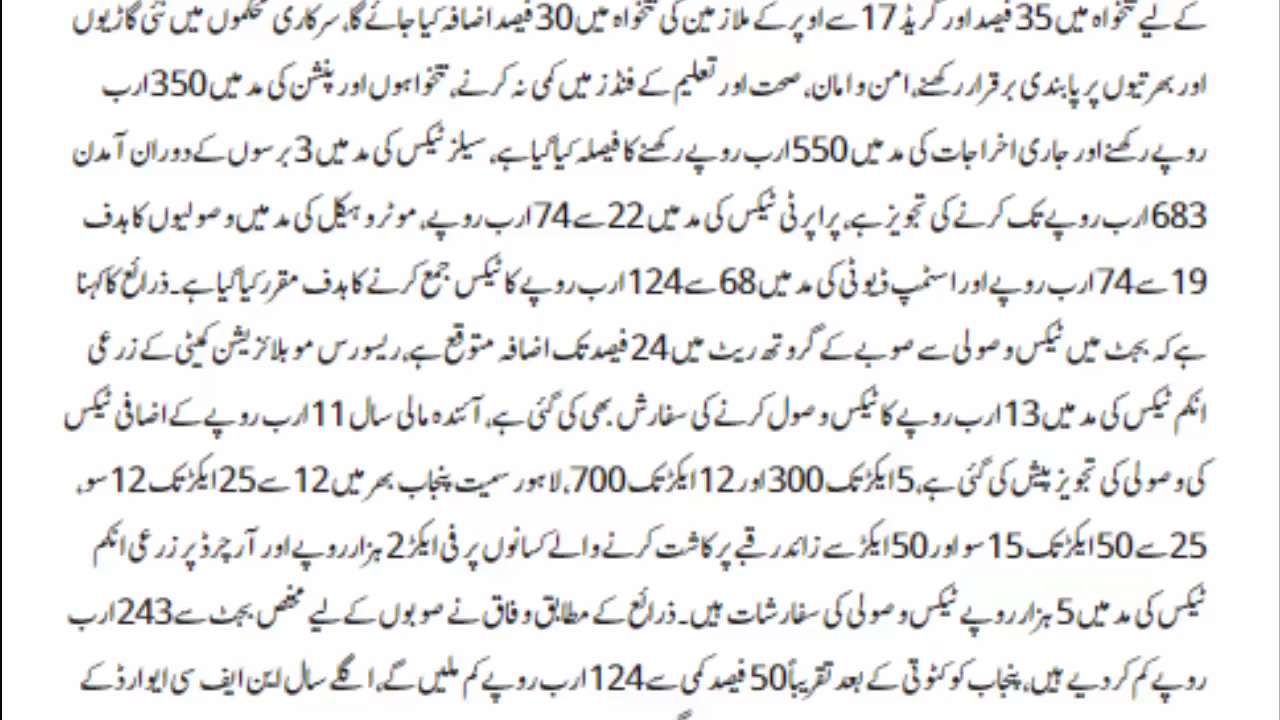 کے لیے تنخواہ میں 35 فیصد اور گریڈ 17 سے اوپر کے ملازمین کی تنخواہ میں 30 فیصد اضافہ کیا جائے گا، سرکاری محکموں میں نئی گاڑیوں
اور بھرتیوں پر پابندی برقرار رکھنے، امن و امان، صحت اور تعلیم کے فنڈز میں کمی نہ کرنے، تنخواہوں اور پنشن کی مد میں 350 ارب
روپے رکھنے اور جاری اخراجات کی مد میں 550 ارب روپے رکھنے کا فیصلہ کیا گیا ہے، سیلز ٹیکس کی مد میں 3 برسوں کے دوران آمدن
683 ارب روپے تک کرنے کی تجویز ہے، پراپرٹی ٹیکس کی مد میں 22 سے 74 ارب روپے، موٹر وہیکل کی مد میں وصولیوں کا ہدف
19 سے 74 ارب روپے اور اسٹمپ ڈیوٹی کی مد میں 68 سے 124 ارب روپے کا ٹیکس جمع کرنے کا ہدف مقرر کیا گیا ہے۔ ذرائع کا کہنا
ہے کہ بجٹ میں ٹیکس وصولی سے صوبے کے گروتھ ریٹ میں 24 فیصد تک اضافہ متوقع ہے، ریسورس موبلائزیشن کمیٹی کے زرعی
انکم ٹیکس کی مد میں 13 ارب روپے کا ٹیکس وصول کرنے کی سفارش بھی کی گئی ہے، آئندہ مالی سال 11 ارب روپے کے اضافی ٹیکس
کی وصولی کی تجویز پیش کی گئی ہے، 5 ایکڑ تک 300 اور 12 ایکڑ تک 700، لاہور سمیت پنجاب بھر میں 12 سے 25 ایکڑ تک 12 سو،
25 سے 50 ایکڑ تک 15 سو اور 50 ایکڑ سے زائد رقبے پر کاشت کرنے والے کسانوں پر فی ایکڑ 2 ہزار روپے اور آرچرڈ پر زرعی انکم
ٹیکس کی مد میں 5 ہزار روپے ٹیکس وصولی کی سفارشات ہیں۔ ذرائع کے مطابق وفاق نے صوبوں کے لیے مختص بجٹ سے 243 ارب
روپے کم کر دیے ہیں، پنجاب کو کٹوتی کے بعد تقریباً 50 فیصد کمی سے 124 ارب روپے کم ملیں گے، اگلے سال این ایف سی ایوارڈ کے